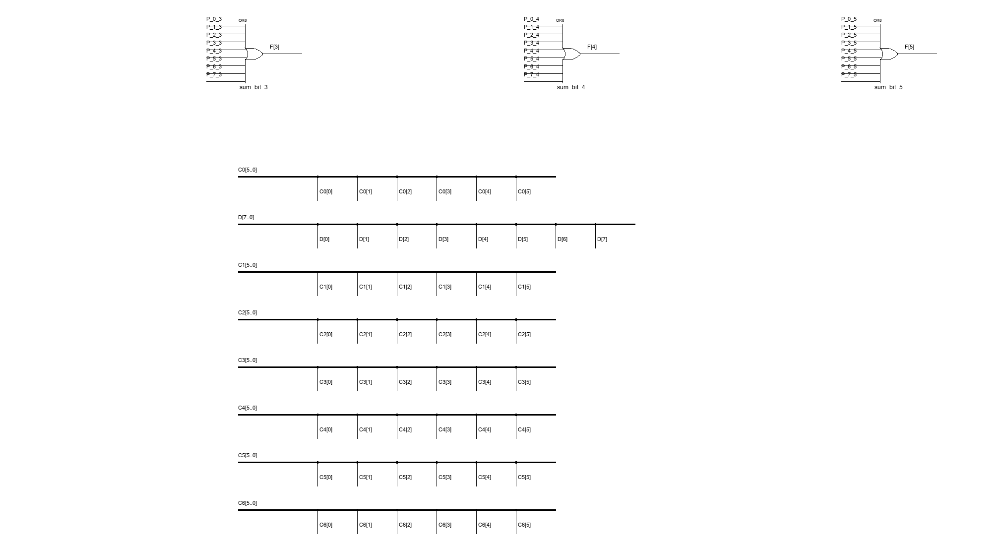 P_0_3
OR8
P_1_3
P_2_3
P_3_3
P_4_3
P_5_3
P_6_3
P_7_3
F[3]
sum_bit_3
P_0_4
OR8
P_1_4
P_2_4
P_3_4
P_4_4
P_5_4
P_6_4
P_7_4
F[4]
sum_bit_4
P_0_5
OR8
P_1_5
P_2_5
P_3_5
P_4_5
P_5_5
P_6_5
P_7_5
F[5]
sum_bit_5
C0[5..0]
C0[0] C0[1] C0[2] C0[3] C0[4] C0[5]
D[7..0]
D[0] D[1] D[2] D[3] D[4] D[5] D[6] D[7]
C1[5..0]
C1[0] C1[1] C1[2] C1[3] C1[4] C1[5]
C2[5..0]
C2[0] C2[1] C2[2] C2[3] C2[4] C2[5]
C3[5..0]
C3[0] C3[1] C3[2] C3[3] C3[4] C3[5]
C4[5..0]
C4[0] C4[1] C4[2] C4[3] C4[4] C4[5]
C5[5..0]
C5[0] C5[1] C5[2] C5[3] C5[4] C5[5]
C6[5..0]
C6[0] C6[1] C6[2] C6[3] C6[4] C6[5]